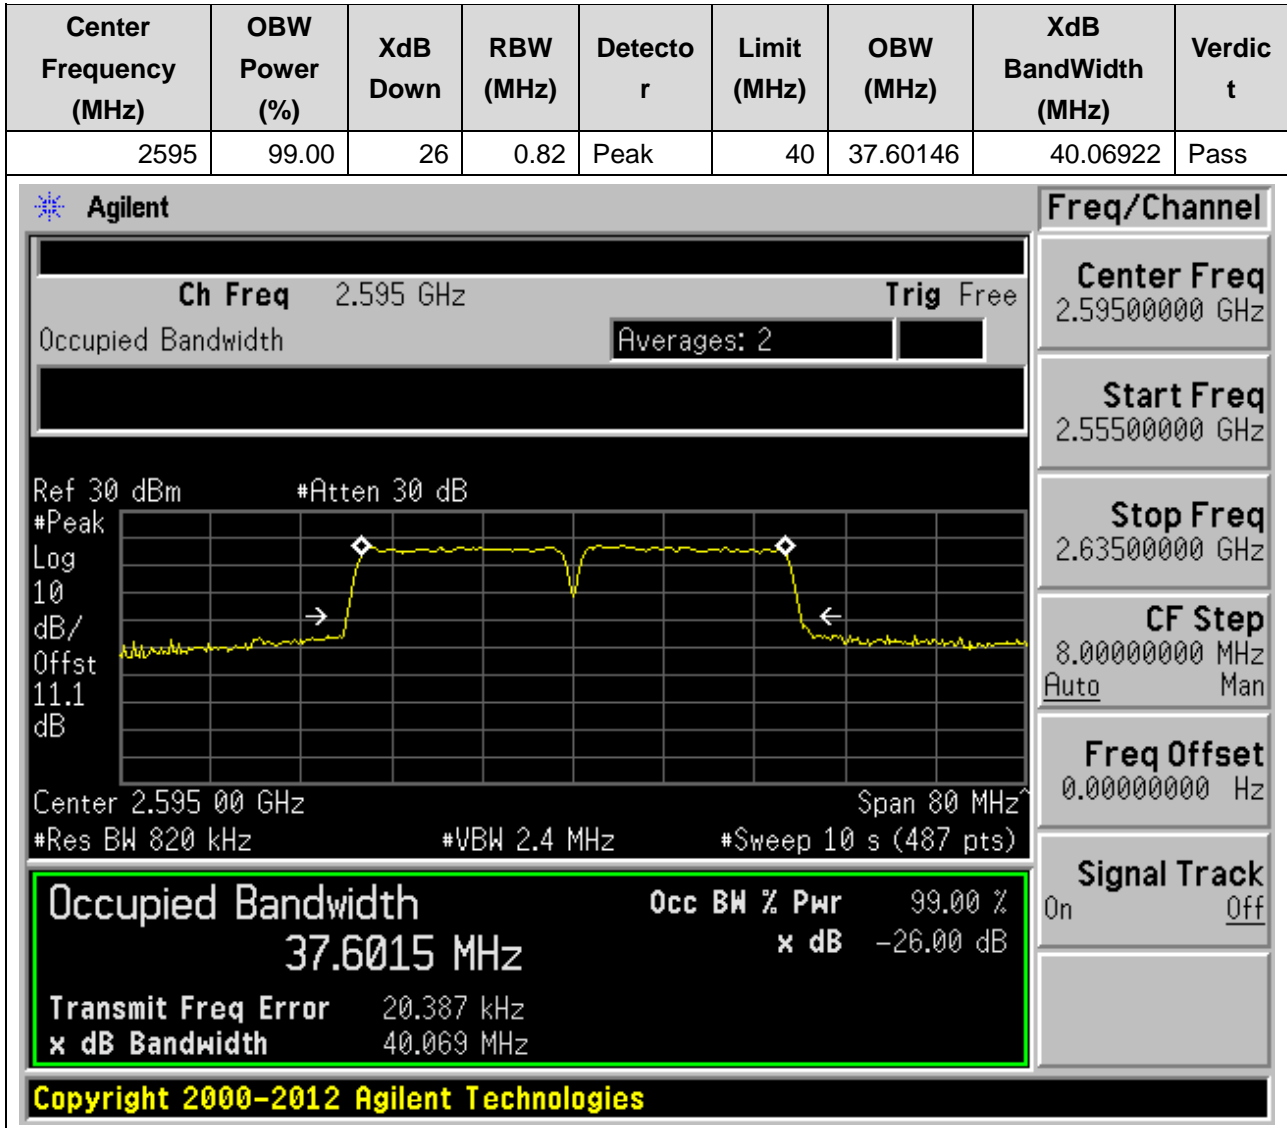 Center Frequency (MHz) OBW Power (%) XdB Down RBW (MHz) Detector Limit (MHz) OBW (MHz) XdB BandWidth (MHz) Verdict
2595 99.00 26 0.82 Peak 40 37.60146 40.06922 Pass
Agilent
Freq/Channel
Ch Freq 2.595 GHz Trig Free
Occupied Bandwidth Averages: 2
Center Freq
2.59500000 GHz
Start Freq
2.55500000 GHz
Stop Freq
2.63500000 GHz
CF Step
8.00000000 MHz
Auto Man
Freq Offset
0.00000000 Hz
Signal Track
On Off
Ref 30 dBm #Atten 30 dB
#Peak
Log
10
dB/
Offst
11.1
dB
Center 2.595 00 GHz Span 80 MHz^
#Res BW 820 kHz #VBW 2.4 MHz #Sweep 10 s (487 pts)
Occupied Bandwidth Occ BW % Pwr 99.00 %
37.6015 MHz x dB -26.00 dB
Transmit Freq Error 20.387 kHz
x dB Bandwidth 40.069 MHz
Copyright 2000-2012 Agilent Technologies